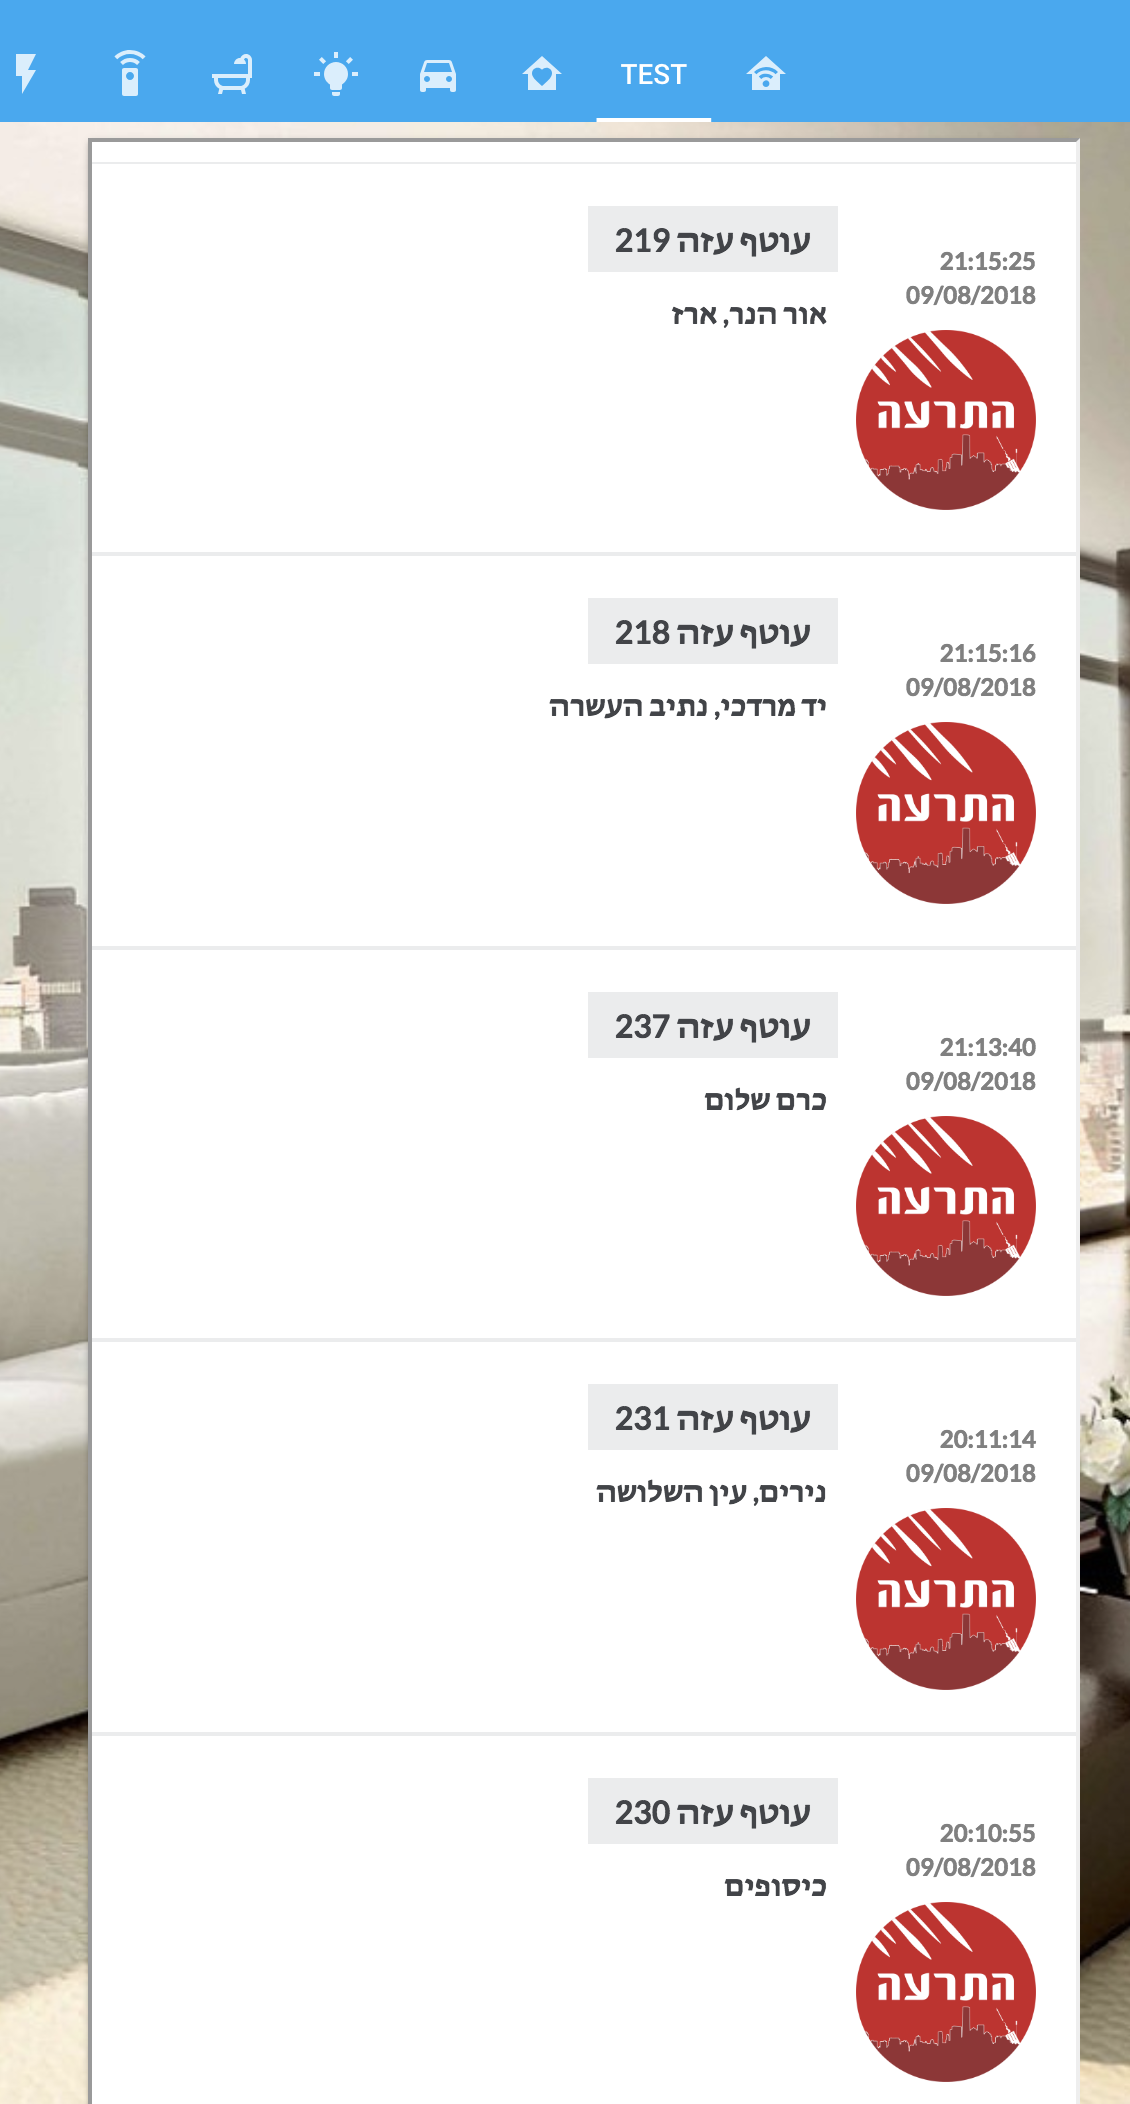 TEST
21:15:25
09/08/2018
התרעה
עוטף עזה 219
אור הנר, ארז
21:15:16
09/08/2018
התרעה
עוטף עזה 218
יד מרדכי, נתיב העשרה
21:13:40
09/08/2018
התרעה
עוטף עזה 237
כרם שלום
20:11:14
09/08/2018
התרעה
עוטף עזה 231
נירים, עין השלושה
20:10:55
09/08/2018
התרעה
עוטף עזה 230
כיסופים